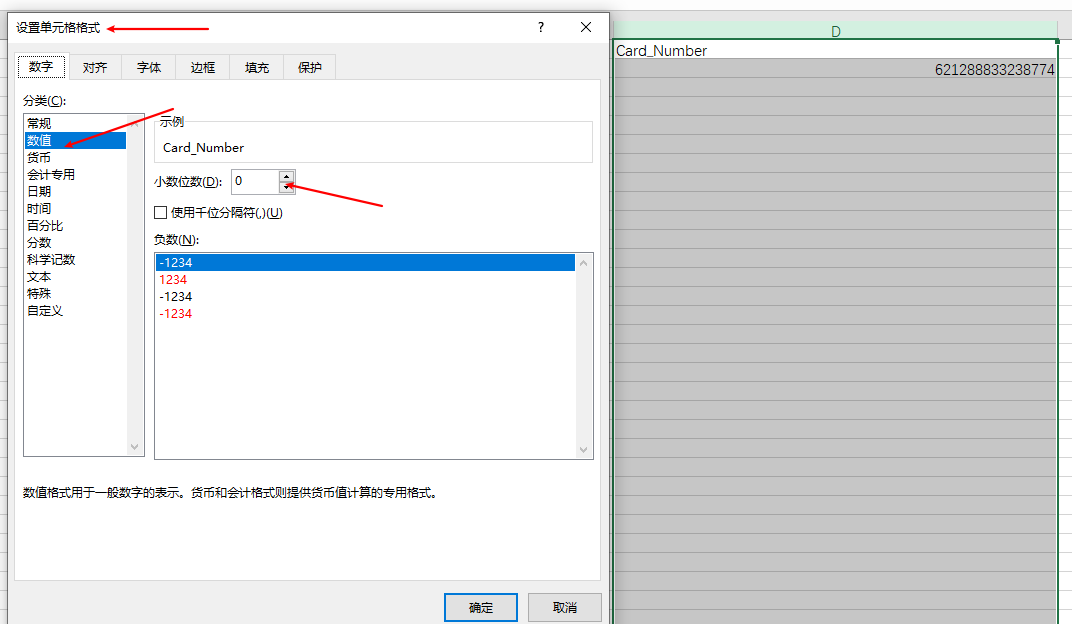 设置单元格格式
?
数字 对齐 字体 边框 填充 保护
分类(C):
常规
数值
货币
会计专用
日期
时间
百分比
分数
科学记数
文本
特殊
自定义
示例
Card_Number
小数位数(D): 0
使用千位分隔符(,)(U)
负数(N):
-1234
1234
-1234
-1234
数值格式用于一般数字的表示。货币和会计格式则提供货币值计算的专用格式。
确定 取消
D
Card_Number
621288833238774